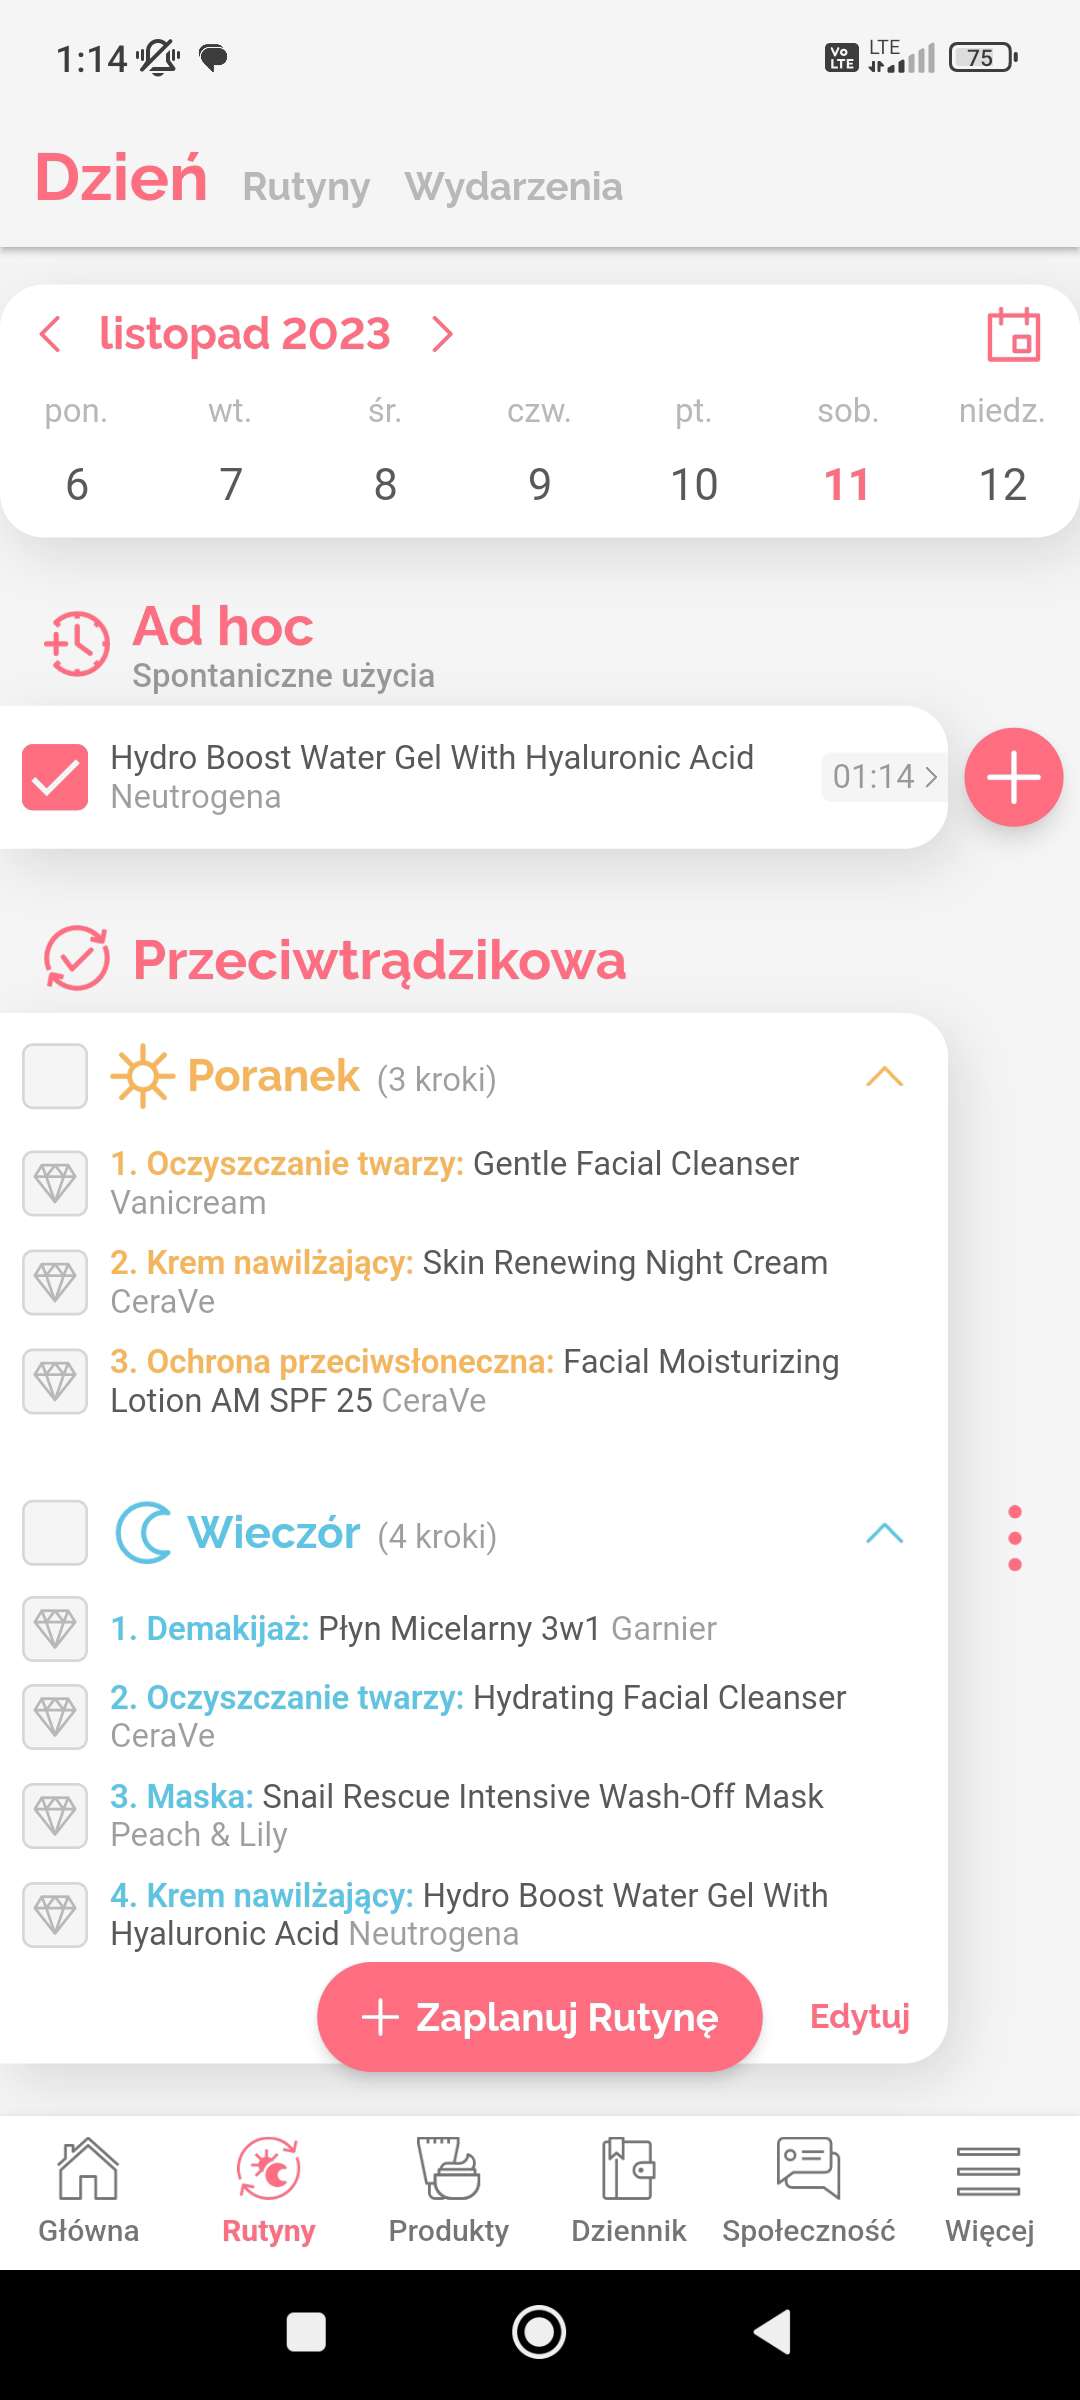 1:14
Vo LTE
LTE
75
Dzień Rutyny Wydarzenia
listopad 2023
pon. wt. śr. czw. pt. sob. niedz.
6 7 8 9 10 11 12
Ad hoc
Spontaniczne użycia
Hydro Boost Water Gel With Hyaluronic Acid
Neutrogena
01:14
Przeciwtrądzikowa
Poranek (3 kroki)
1. Oczyszczanie twarzy: Gentle Facial Cleanser
Vanicream
2. Krem nawilżający: Skin Renewing Night Cream
CeraVe
3. Ochrona przeciwsłoneczna: Facial Moisturizing
Lotion AM SPF 25 CeraVe
Wieczór (4 kroki)
1. Demakijaż: Płyn Micelarny 3w1 Garnier
2. Oczyszczanie twarzy: Hydrating Facial Cleanser
CeraVe
3. Maska: Snail Rescue Intensive Wash-Off Mask
Peach & Lily
4. Krem nawilżający: Hydro Boost Water Gel With
Hyaluronic Acid Neutrogena
+ Zaplanuj Rutynę
Edytuj
Główna Rutyny Produkty Dziennik Społeczność Więcej